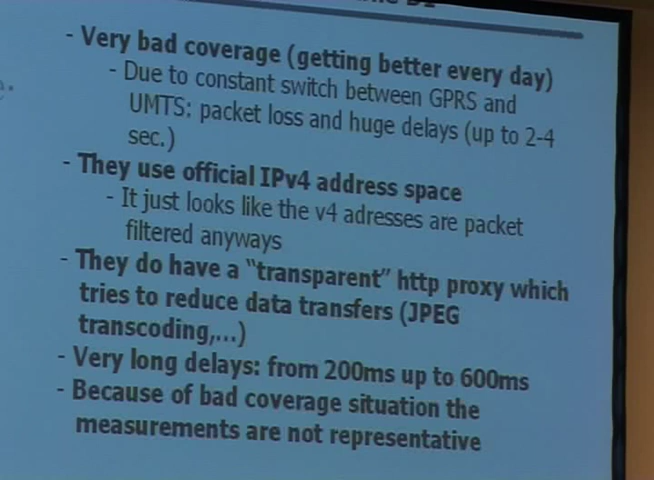 - Very bad coverage (getting better every day)
- Due to constant switch between GPRS and
UMTS: packet loss and huge delays (up to 2-4
sec.)
- They use official IPv4 address space
- It just looks like the v4 adresses are packet
filtered anyways
- They do have a “transparent” http proxy which
tries to reduce data transfers (JPEG
transcoding,...)
- Very long delays: from 200ms up to 600ms
- Because of bad coverage situation the
measurements are not representative